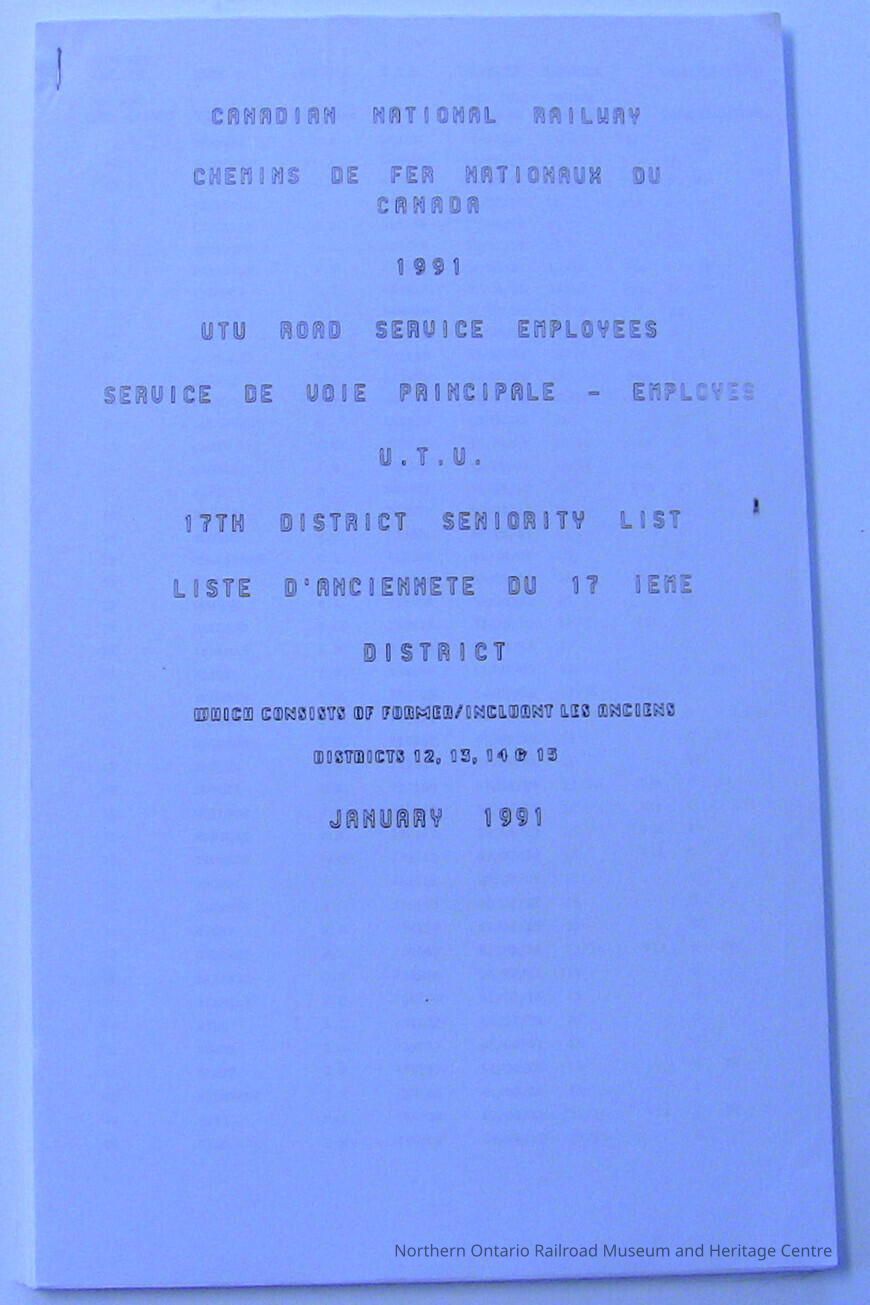 CANADIAN NATIONAL RAILWAY
CHEMINS DE FER NATIONAUX DU
CANADA
1991
UTU ROAD SERVICE EMPLOYEES
SERVICE DE VOIE PRINCIPALE - EMPLOYES
U.T.U.
17TH DISTRICT SENIORITY LIST
LISTE D'ANCIENNETE DU 17 IEME
DISTRICT
WHICH CONSISTS OF FORMER/INCLUANT LES ANCIENS
DISTRICTS 12, 13, 14 & 15
JANUARY 1991
Northern Ontario Railroad Museum and Heritage Centre